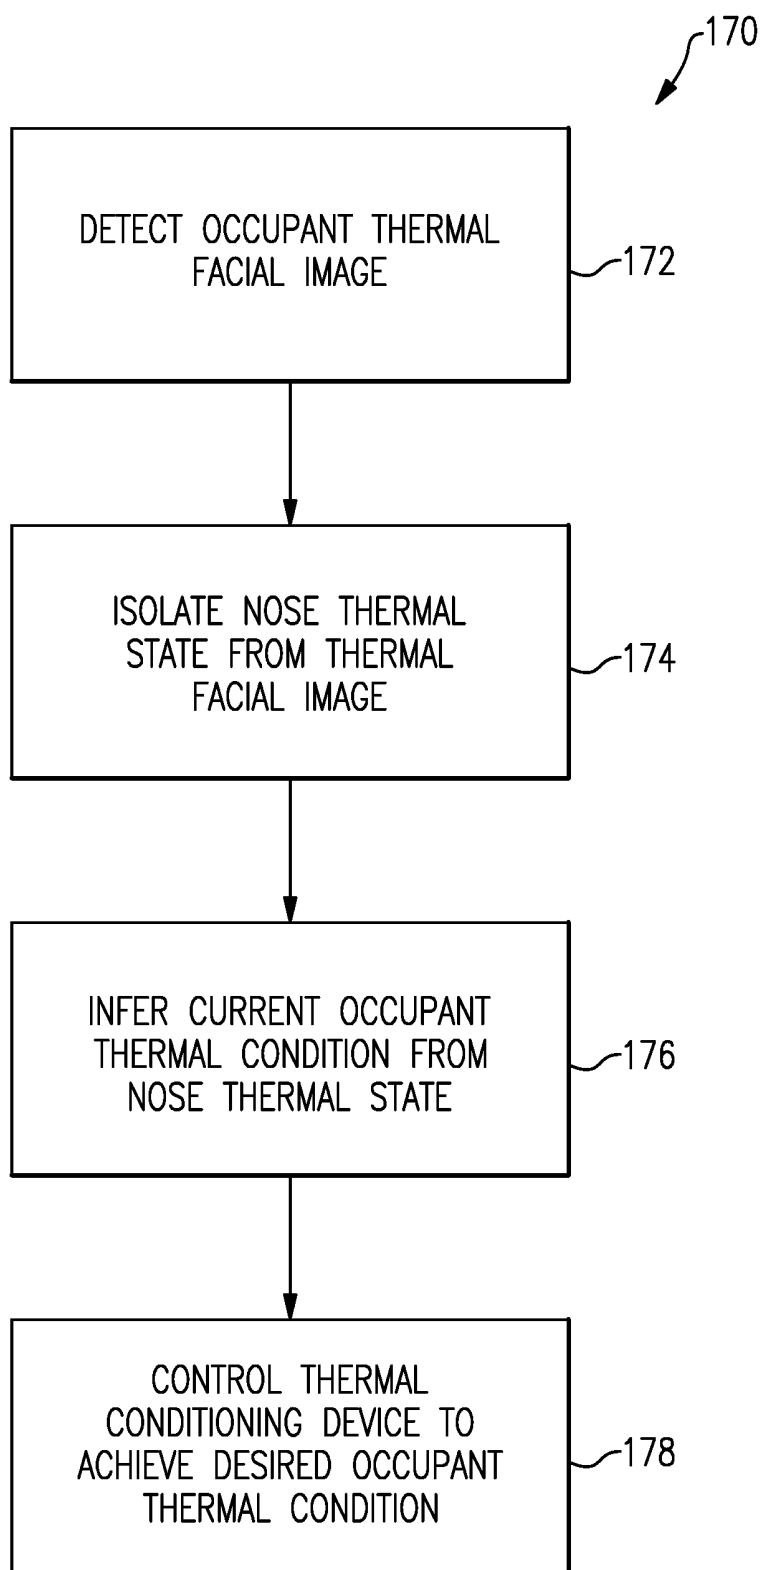 170
DETECT OCCUPANT THERMAL
FACIAL IMAGE
172
ISOLATE NOSE THERMAL
STATE FROM THERMAL
FACIAL IMAGE
174
INFER CURRENT OCCUPANT
THERMAL CONDITION FROM
NOSE THERMAL STATE
176
CONTROL THERMAL
CONDITIONING DEVICE TO
ACHIEVE DESIRED OCCUPANT
THERMAL CONDITION
178